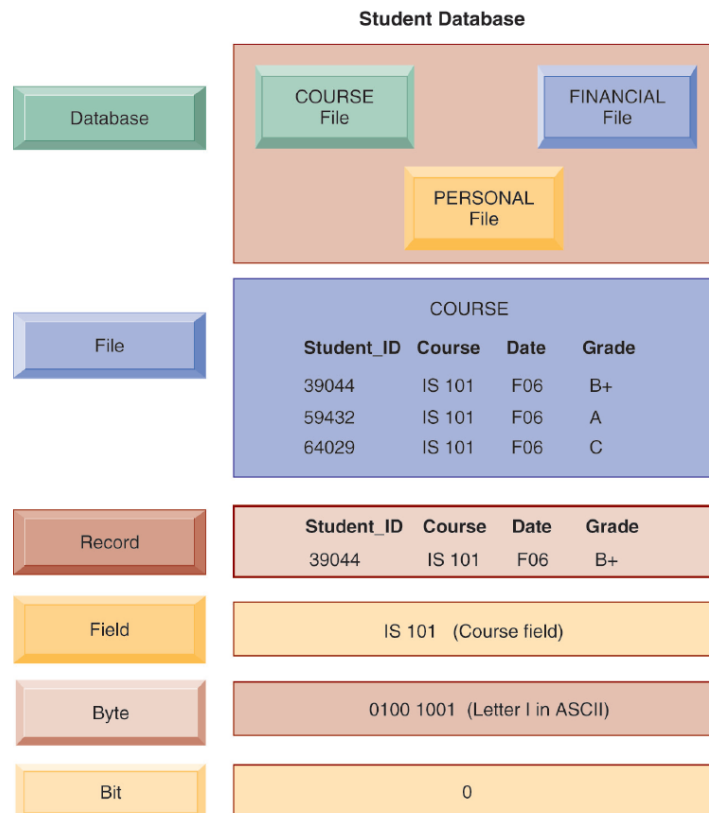 Student Database
Database
COURSE
File
FINANCIAL
File
PERSONAL
File
File
COURSE
Student_ID Course Date Grade
39044 IS 101 F06 B+
59432 IS 101 F06 A
64029 IS 101 F06 C
Record
Student_ID Course Date Grade
39044 IS 101 F06 B+
Field
IS 101 (Course field)
Byte
0100 1001 (Letter I in ASCII)
Bit
0